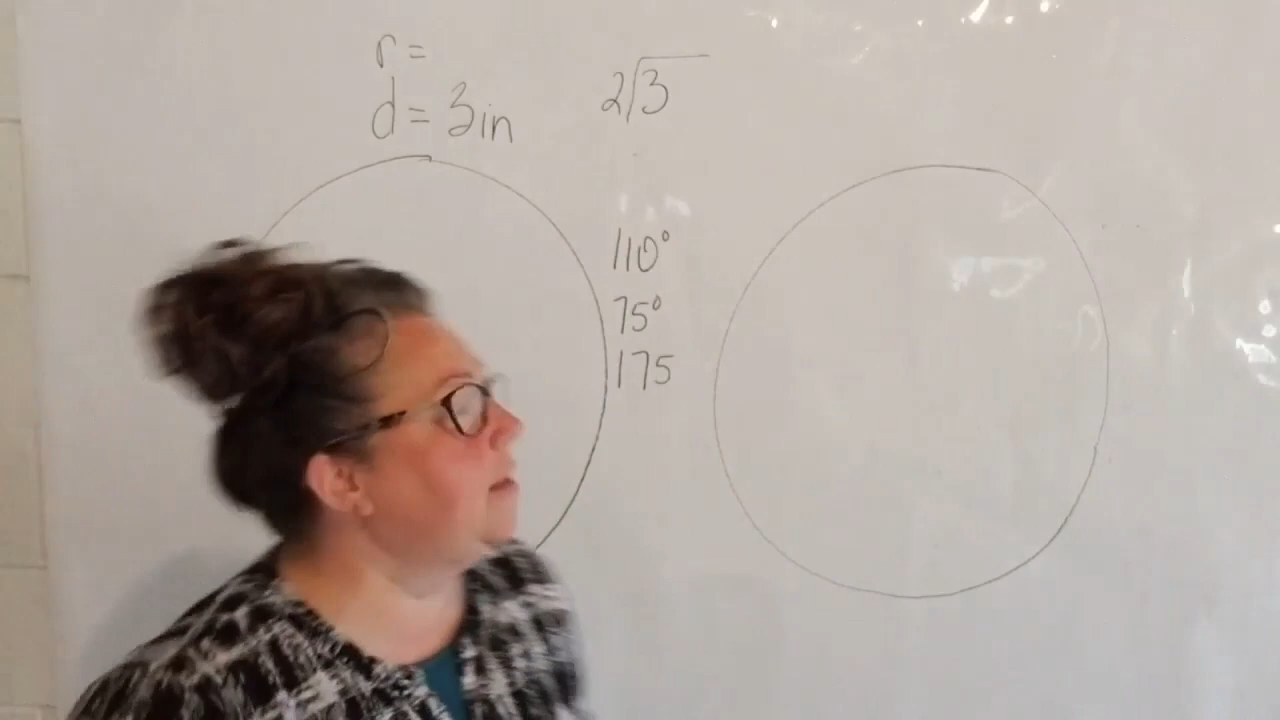 r =
d = 3in
2√3
110°
75°
175